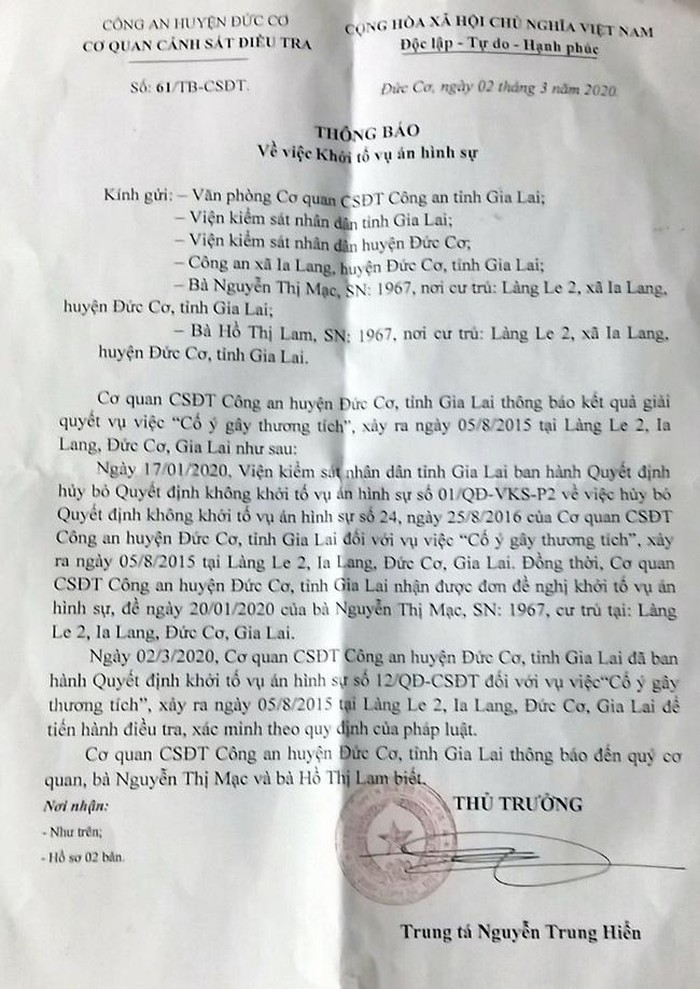 CÔNG AN HUYỆN ĐỨC CƠ
CƠ QUAN CẢNH SÁT ĐIỀU TRA
CỘNG HÒA XÃ HỘI CHỦ NGHĨA VIỆT NAM
Độc lập - Tự do - Hạnh phúc
Số: 61/TB-CSĐT.
Đức Cơ, ngày 02 tháng 3 năm 2020.
THÔNG BÁO
Về việc Khởi tố vụ án hình sự
Kính gửi: – Văn phòng Cơ quan CSĐT Công an tỉnh Gia Lai;
– Viện kiểm sát nhân dân tỉnh Gia Lai;
– Viện kiểm sát nhân dân huyện Đức Cơ;
– Công an xã Ia Lang, huyện Đức Cơ, tỉnh Gia Lai;
– Bà Nguyễn Thị Mạc, SN: 1967, nơi cư trú: Làng Le 2, xã Ia Lang,
huyện Đức Cơ, tỉnh Gia Lai;
– Bà Hồ Thị Lam, SN: 1967, nơi cư trú: Làng Le 2, xã Ia Lang,
huyện Đức Cơ, tỉnh Gia Lai.
Cơ quan CSĐT Công an huyện Đức Cơ, tỉnh Gia Lai thông báo kết quả giải
quyết vụ việc “Cố ý gây thương tích”, xảy ra ngày 05/8/2015 tại Làng Le 2, Ia
Lang, Đức Cơ, Gia Lai như sau:
Ngày 17/01/2020, Viện kiểm sát nhân dân tỉnh Gia Lai ban hành Quyết định
hủy bỏ Quyết định không khởi tố vụ án hình sự số 01/QĐ-VKS-P2 về việc hủy bỏ
Quyết định không khởi tố vụ án hình sự số 24, ngày 25/8/2016 của Cơ quan CSĐT
Công an huyện Đức Cơ, tỉnh Gia Lai đối với vụ việc “Cố ý gây thương tích”, xảy
ra ngày 05/8/2015 tại Làng Le 2, Ia Lang, Đức Cơ, Gia Lai. Đồng thời, Cơ quan
CSĐT Công an huyện Đức Cơ, tỉnh Gia Lai nhận được đơn đề nghị khởi tố vụ án
hình sự, đề ngày 20/01/2020 của bà Nguyễn Thị Mạc, SN: 1967, cư trú tại: Làng
Le 2, Ia Lang, Đức Cơ, Gia Lai.
Ngày 02/3/2020, Cơ quan CSĐT Công an huyện Đức Cơ, tỉnh Gia Lai đã ban
hành Quyết định khởi tố vụ án hình sự số 12/QĐ-CSĐT đối với vụ việc“Cố ý gây
thương tích”, xảy ra ngày 05/8/2015 tại Làng Le 2, Ia Lang, Đức Cơ, Gia Lai để
tiến hành điều tra, xác minh theo quy định của pháp luật.
Cơ quan CSĐT Công an huyện Đức Cơ, tỉnh Gia Lai thông báo đến quý cơ
quan, bà Nguyễn Thị Mạc và bà Hồ Thị Lam biết.
Nơi nhận:
- Như trên;
- Hồ sơ 02 bản.
THỦ TRƯỞNG
Trung tá Nguyễn Trung Hiển